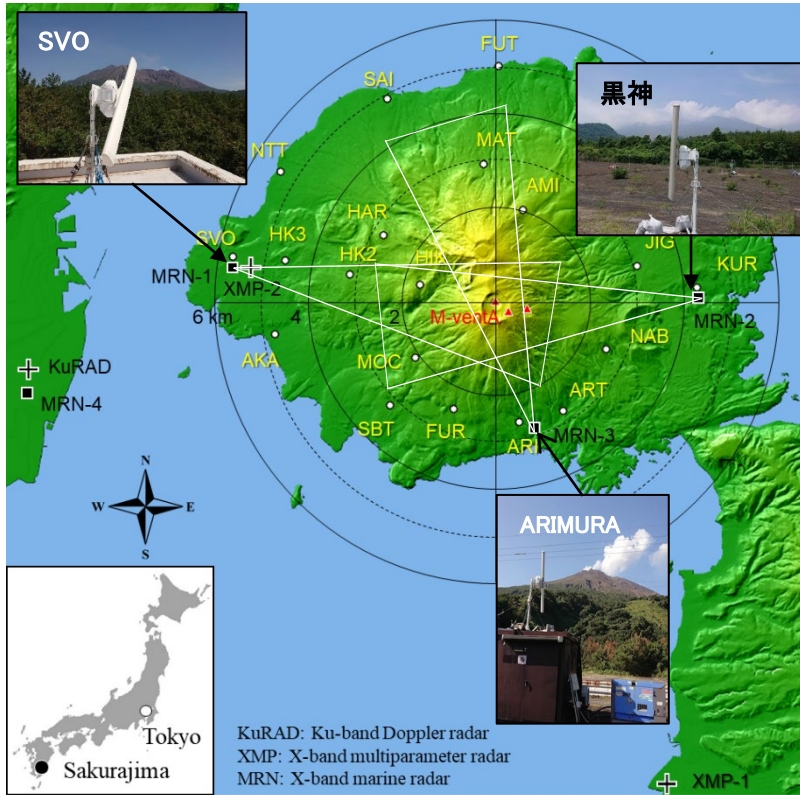 SVO
FUT
SAI
黒神
MAT
NTT
AMI
HAR
SVO
HK3
HK2
HIK
JIG
KUR
MRN-1
XMP-2
6 km
4
2
M-ventA
MRN-2
NAB
AKA
MOC
KuRAD
MRN-4
ART
SBT
FUR
ARI
MRN-3
N
W
E
S
ARIMURA
Tokyo
Sakurajima
KuRAD: Ku-band Doppler radar
XMP: X-band multiparameter radar
MRN: X-band marine radar
XMP-1